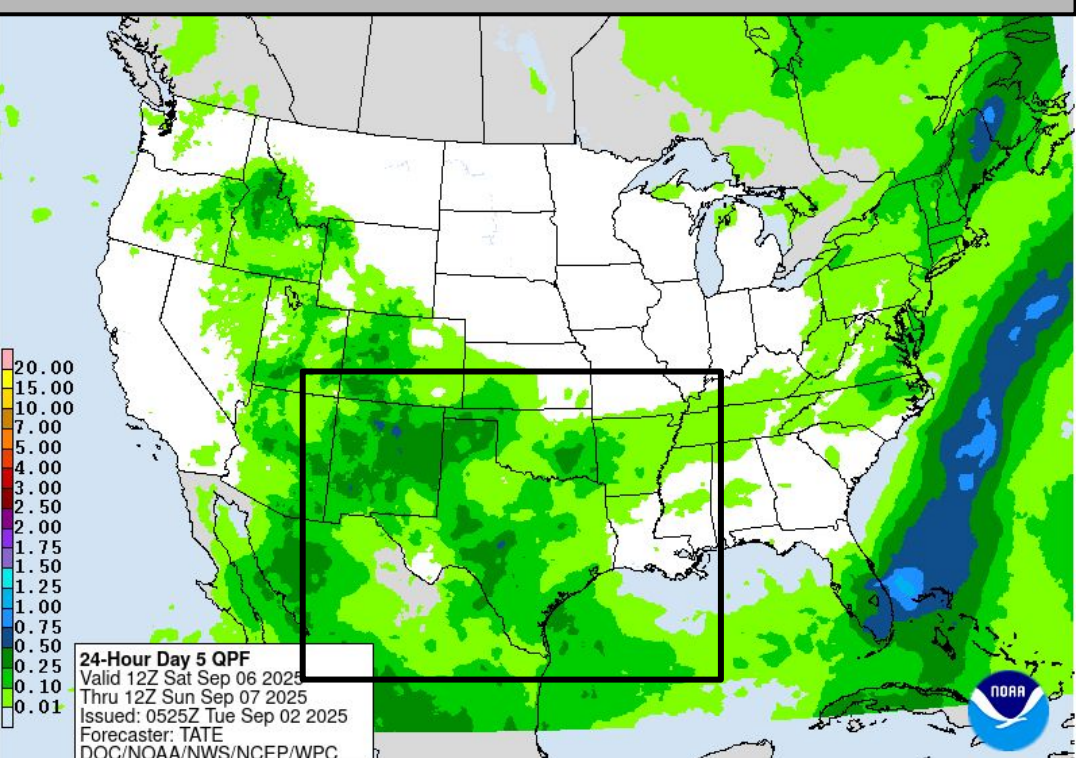 20.00
15.00
10.00
7.00
5.00
4.00
3.00
2.50
2.00
1.75
1.50
1.25
1.00
0.75
0.50
0.25
0.10
0.01
24-Hour Day 5 QPF
Valid 12Z Sat Sep 06 2025
Thru 12Z Sun Sep 07 2025
Issued: 0525Z Tue Sep 02 2025
Forecaster: TATE
DOC/NOAA/NWS/NCEP/WPC
NOAA